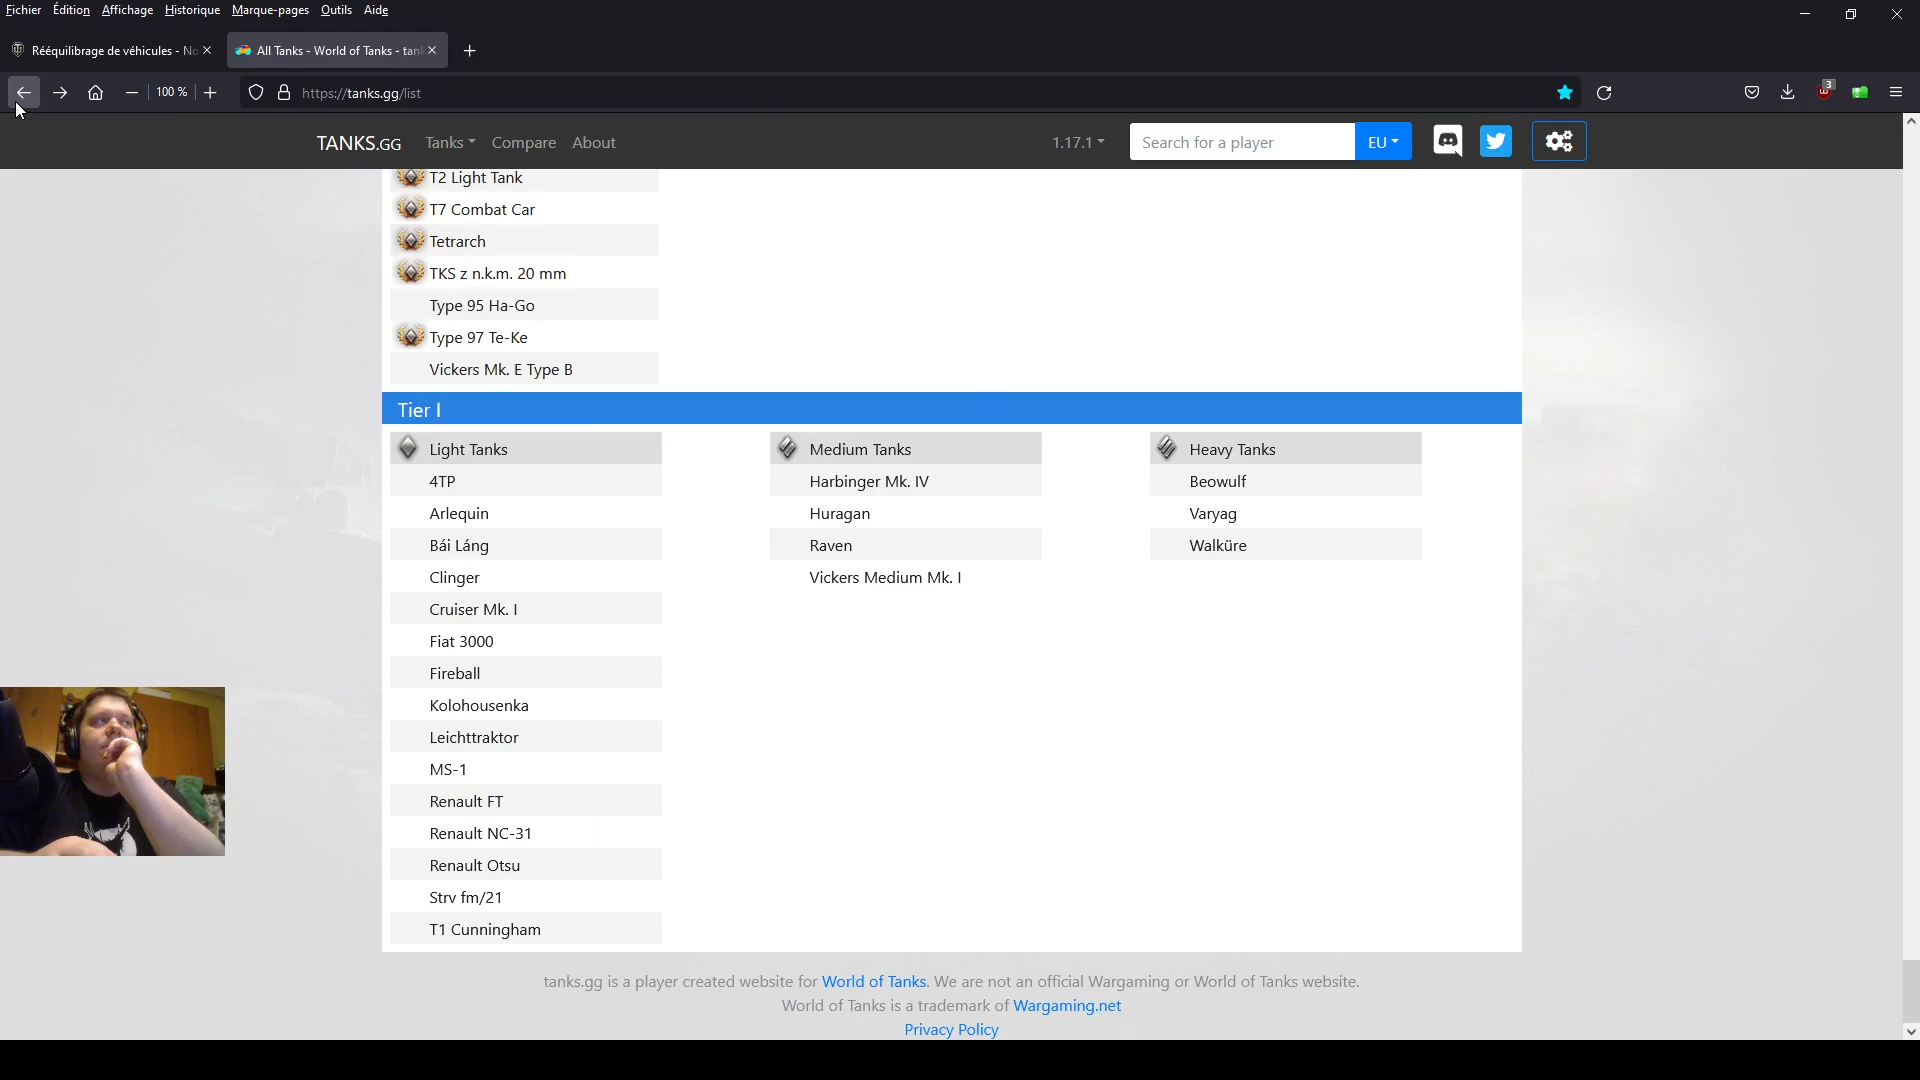 Fichier Édition Affichage Historique Marque-pages Outils Aide
Rééquilibrage de véhicules - No
All Tanks - World of Tanks - tank
100 %
https://tanks.gg/list
3
TANKS.GG Tanks Compare About 1.17.1 Search for a player EU
T2 Light Tank
T7 Combat Car
Tetrarch
TKS z n.k.m. 20 mm
Type 95 Ha-Go
Type 97 Te-Ke
Vickers Mk. E Type B
Tier I
Light Tanks
4TP
Arlequin
Bái Láng
Clinger
Cruiser Mk. I
Fiat 3000
Fireball
Kolohousenka
Leichttraktor
MS-1
Renault FT
Renault NC-31
Renault Otsu
Strv fm/21
T1 Cunningham
Medium Tanks
Harbinger Mk. IV
Huragan
Raven
Vickers Medium Mk. I
Heavy Tanks
Beowulf
Varyag
Walküre
tanks.gg is a player created website for World of Tanks. We are not an official Wargaming or World of Tanks website.
World of Tanks is a trademark of Wargaming.net
Privacy Policy